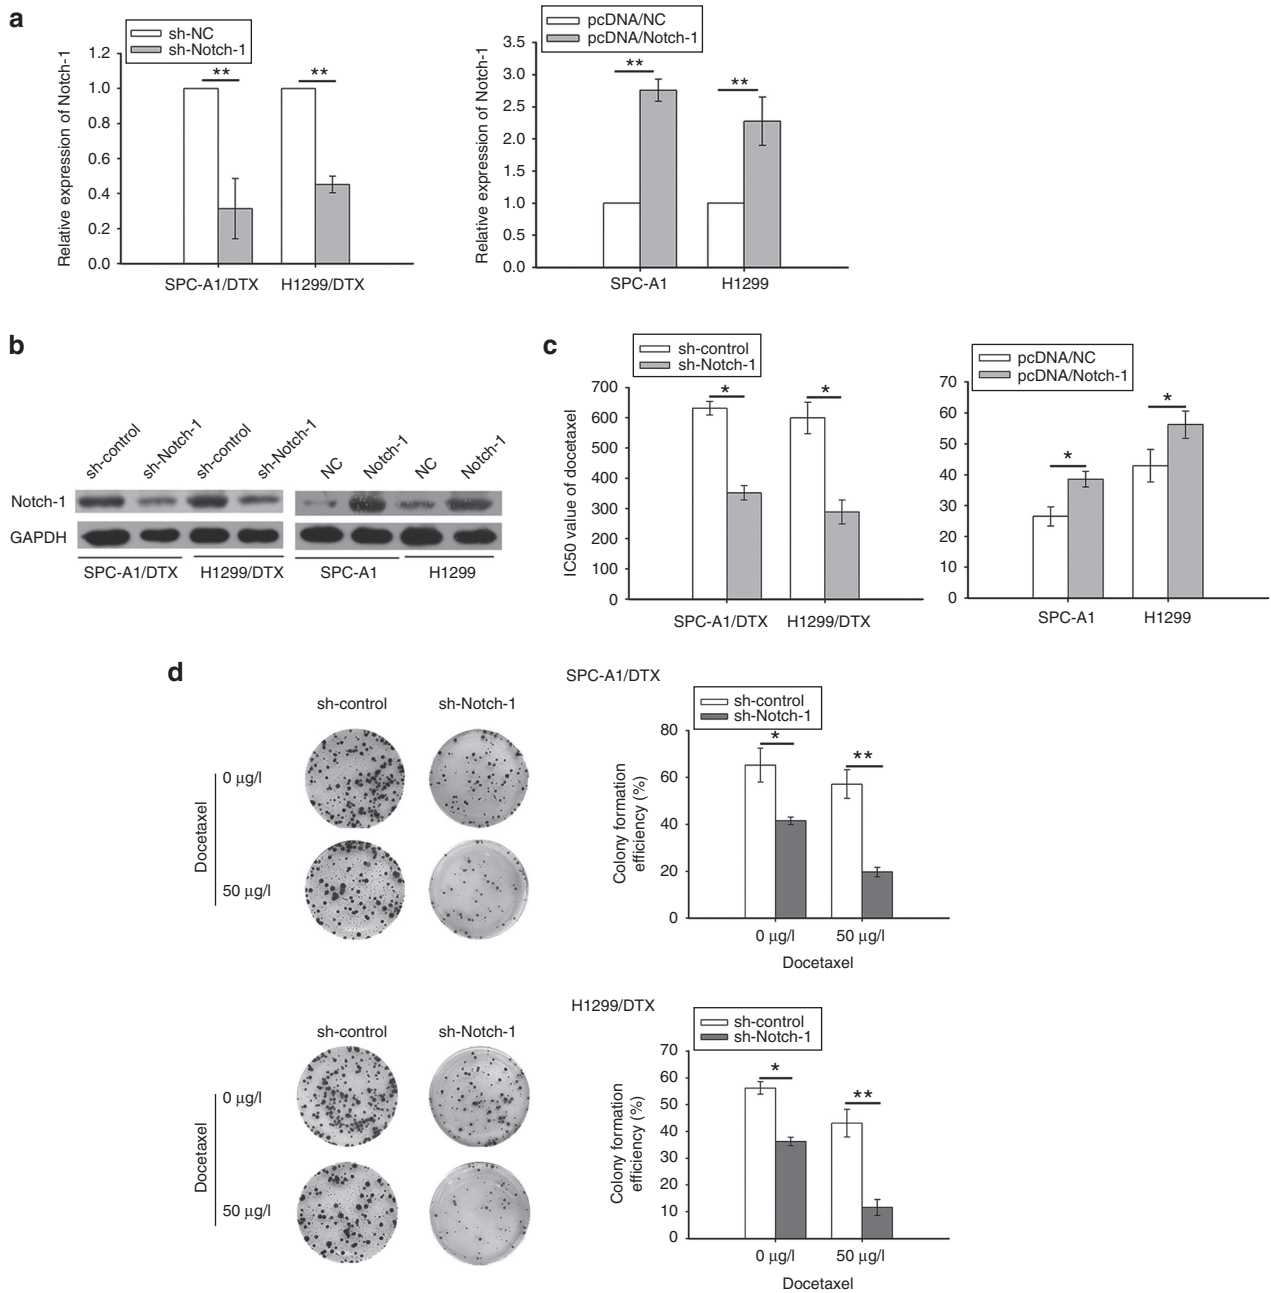 a
sh-NC
sh-Notch-1
Relative expression of Notch-1
1.2
1.0
0.8
0.6
0.4
0.2
0.0
**
**
SPC-A1/DTX
H1299/DTX
pcDNA/NC
pcDNA/Notch-1
Relative expression of Notch-1
3.5
3.0
2.5
2.0
1.5
1.0
0.5
0.0
**
**
SPC-A1
H1299
b
sh-control
sh-Notch-1
sh-control
sh-Notch-1
NC
Notch-1
NC
Notch-1
Notch-1
GAPDH
SPC-A1/DTX
H1299/DTX
SPC-A1
H1299
c
sh-control
sh-Notch-1
IC50 value of docetaxel
700
600
500
400
300
200
100
0
*
*
SPC-A1/DTX
H1299/DTX
pcDNA/NC
pcDNA/Notch-1
70
60
50
40
30
20
10
0
*
*
SPC-A1
H1299
d
sh-control
sh-Notch-1
Docetaxel
0 µg/l
50 µg/l
SPC-A1/DTX
sh-control
sh-Notch-1
Colony formation
efficiency (%)
80
60
40
20
0
*
**
0 µg/l
50 µg/l
Docetaxel
sh-control
sh-Notch-1
Docetaxel
0 µg/l
50 µg/l
H1299/DTX
sh-control
sh-Notch-1
Colony formation
efficiency (%)
70
60
50
40
30
20
10
0
*
**
0 µg/l
50 µg/l
Docetaxel